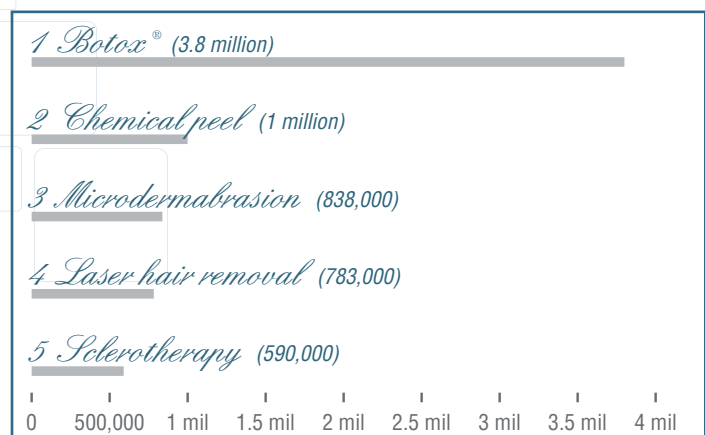 1 Botox® (3.8 million)
2 Chemical peel (1 million)
3 Microdermabrasion (838,000)
4 Laser hair removal (783,000)
5 Sclerotherapy (590,000)
0 500,000 1 mil 1.5 mil 2 mil 2.5 mil 3 mil 3.5 mil 4 mil